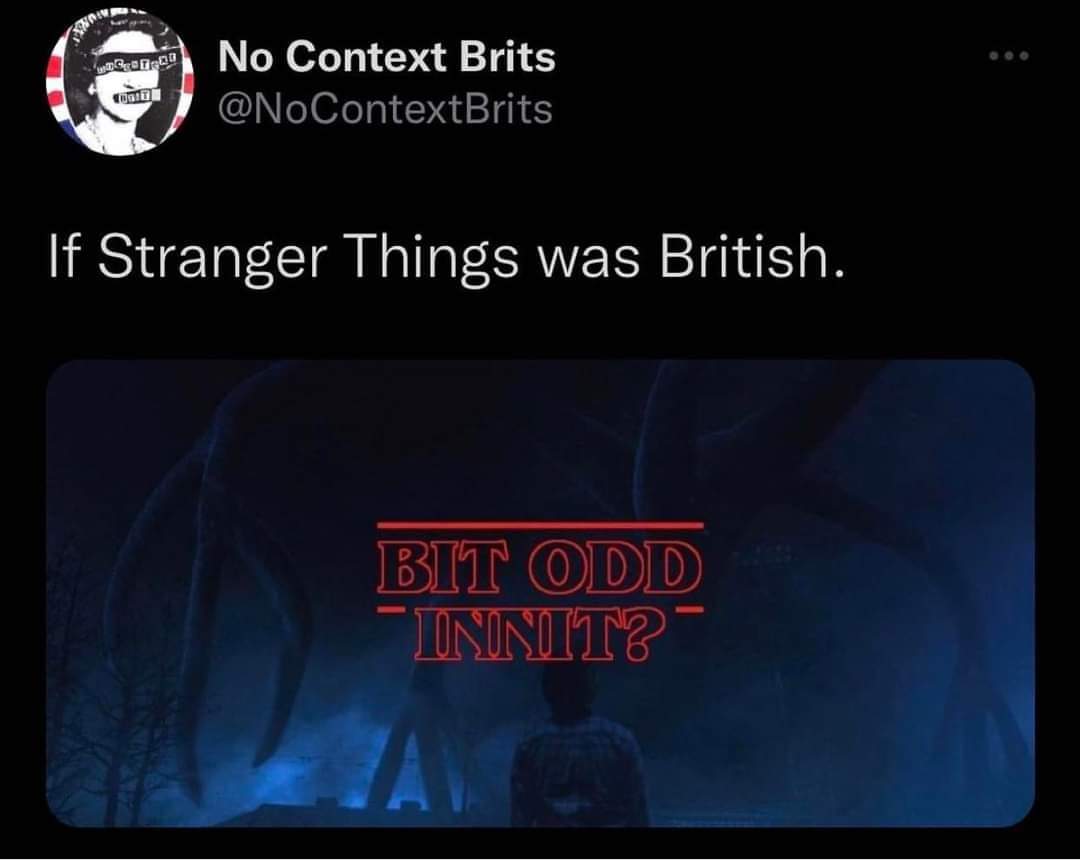 No Context Brits
@NoContextBrits
If Stranger Things was British.
BIT ODD
INNIT?